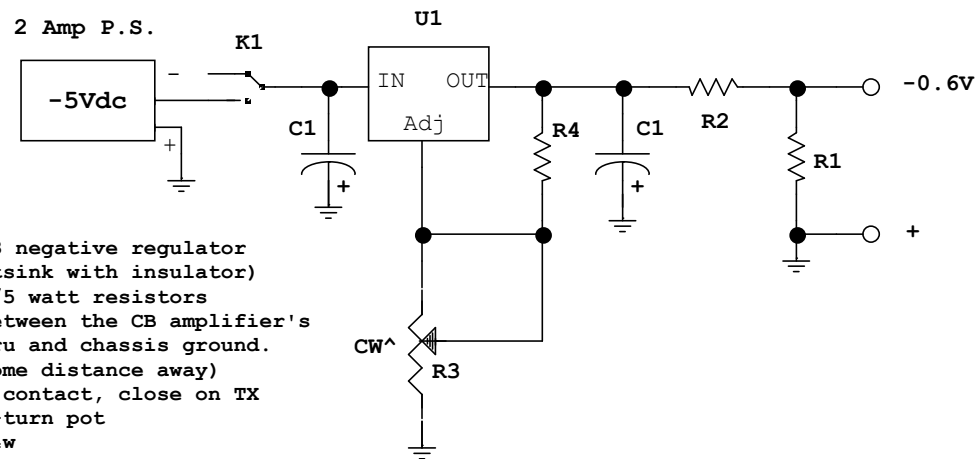 U1
2 Amp P.S.
K1
-5Vdc
-
+
IN OUT
Adj
C1
+
R4
C1
+
R2
R1
-0.6V
+
negative regulator
sink with insulator)
5 watt resistors
etween the CB amplifier's
ru and chassis ground.
ome distance away)
contact, close on TX
turn pot
w
CW^
R3